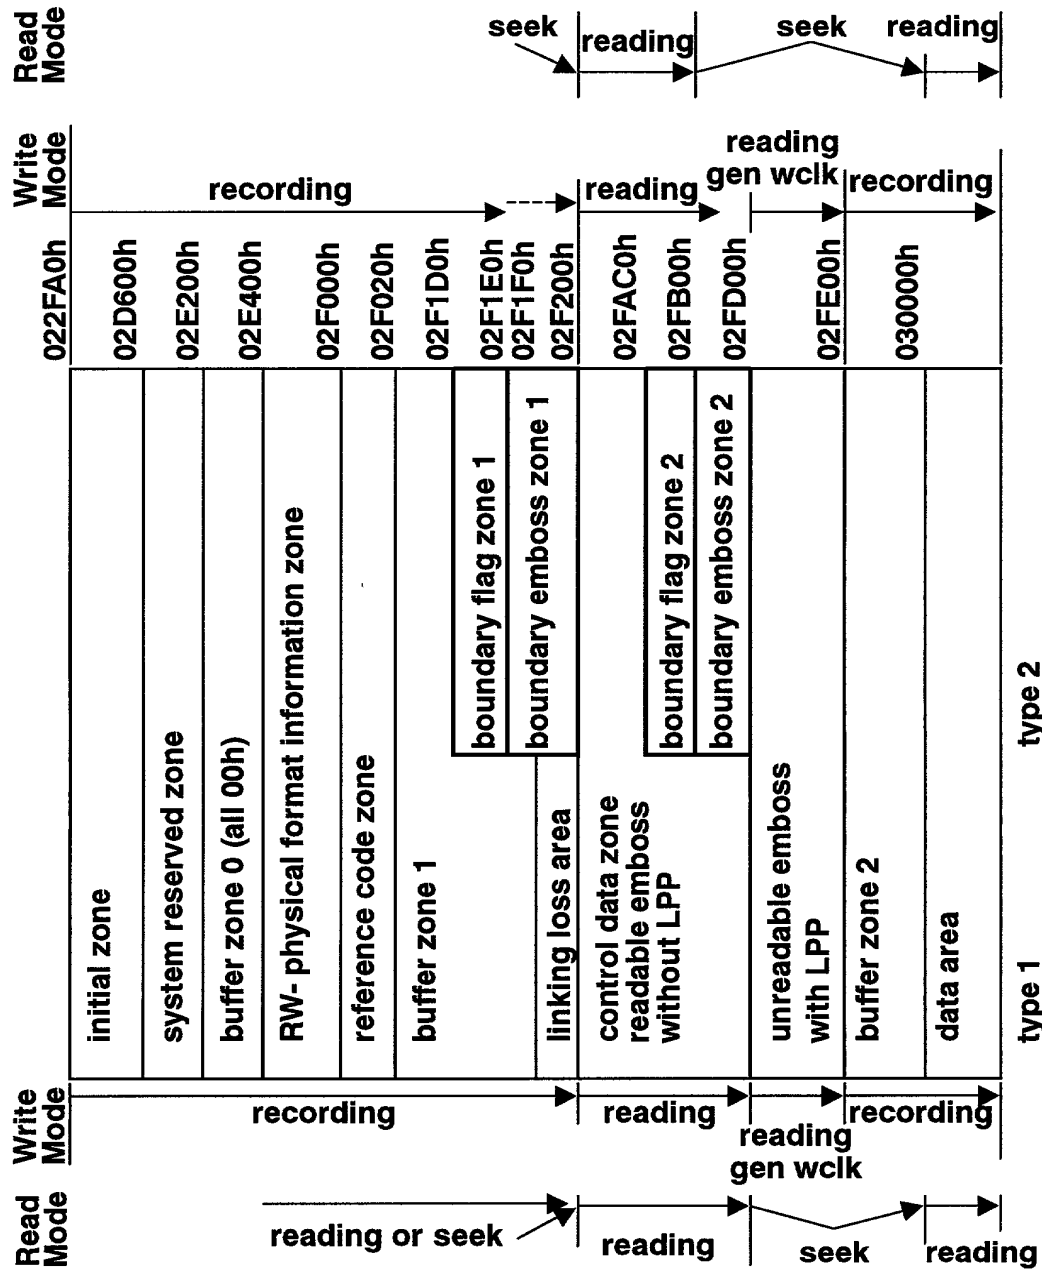 seek
reading
seek
reading
Read
Mode
Write
Mode
recording
reading
reading
gen wclk
recording
022FA0h
02D600h
02E200h
02E400h
02F000h
02F020h
02F1D0h
02F1E0h
02F1F0h
02F200h
02FAC0h
02FB00h
02FD00h
02FE00h
030000h
initial zone
system reserved zone
buffer zone 0 (all 00h)
RW- physical format information zone
reference code zone
buffer zone 1
boundary flag zone 1
boundary emboss zone 1
linking loss area
control data zone
readable emboss
without LPP
boundary flag zone 2
boundary emboss zone 2
unreadable emboss
with LPP
buffer zone 2
data area
type 1
type 2
Write
Mode
recording
reading
reading
gen wclk
recording
Read
Mode
reading or seek
reading
seek
reading